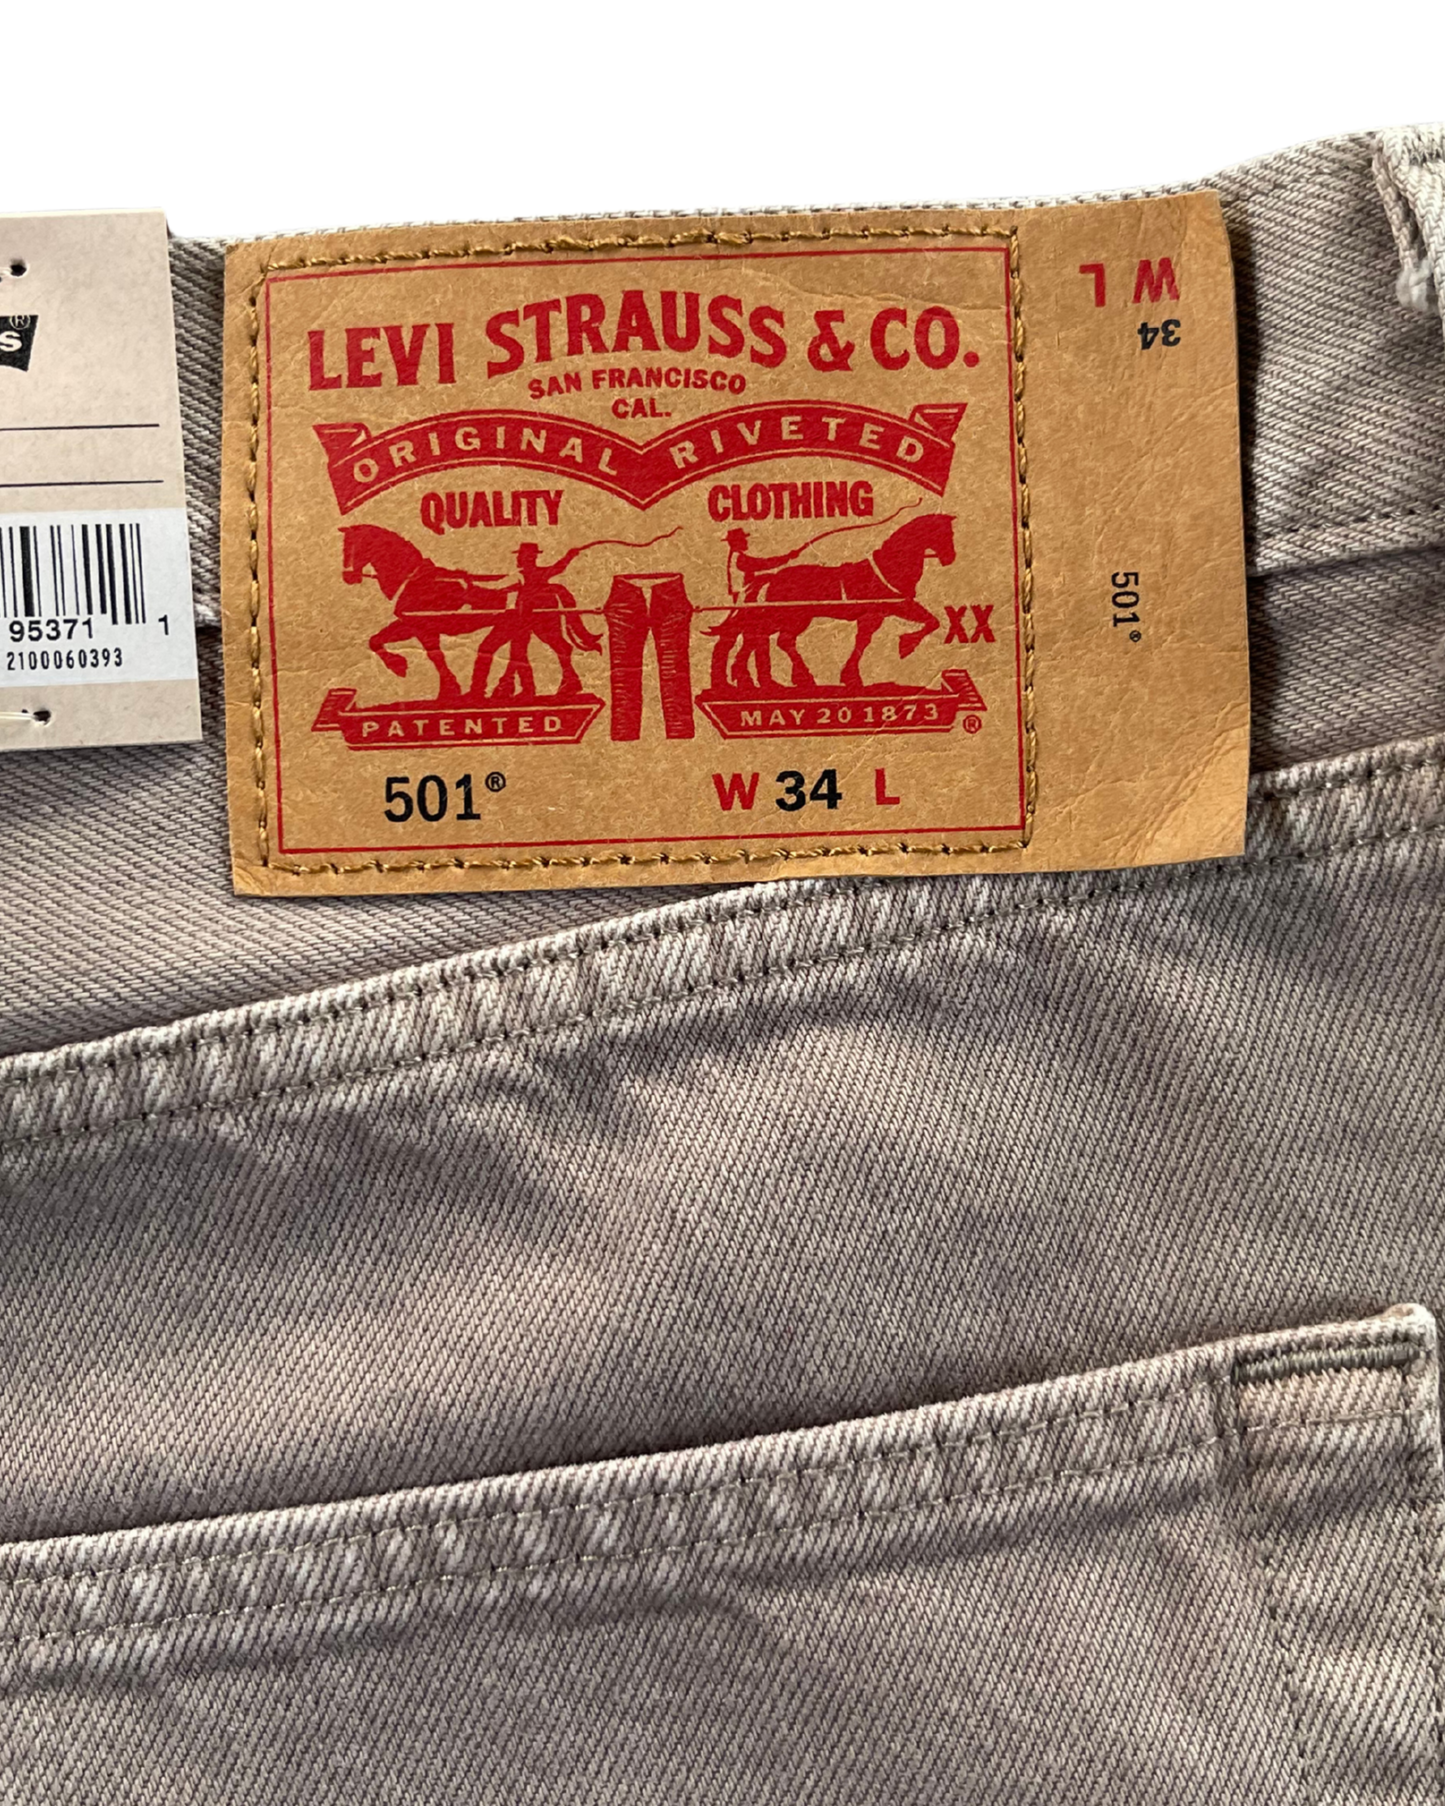 LEVI STRAUSS & CO.
SAN FRANCISCO
CAL.
ORIGINAL RIVETED
QUALITY CLOTHING
XX
PATENTED MAY 20 1873 ®
501® W 34 L
W L
34
501®
S®
95371 1
2100060393